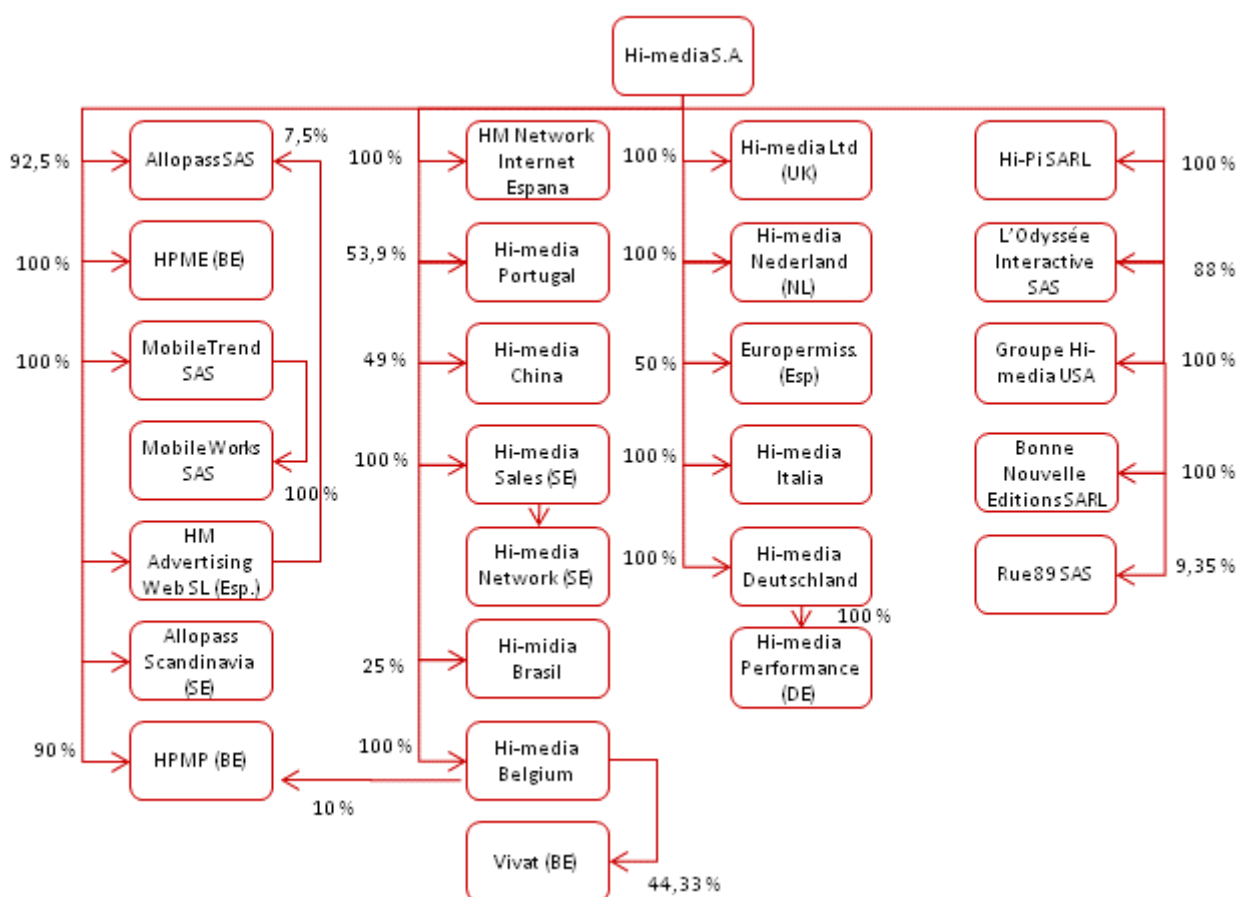 Hi-media S.A.
92,5 %
Allopass SAS
7,5%
100 %
HPME (BE)
100 %
MobileTrend
SAS
MobileWorks
SAS
100 %
HM
Advertising
Web SL (Esp.)
Allopass
Scandinavia
(SE)
90 %
HPMP (BE)
10 %
100 %
HM Network
Internet
Espana
53,9 %
Hi-media
Portugal
49 %
Hi-media
China
100 %
Hi-media
Sales (SE)
Hi-media
Network (SE)
25 %
Hi-midia
Brasil
100 %
Hi-media
Belgium
Vivat (BE)
44,33 %
100 %
Hi-media Ltd
(UK)
100 %
Hi-media
Nederland
(NL)
50 %
Europermiss.
(Esp)
100 %
Hi-media
Italia
100 %
Hi-media
Deutschland
100 %
Hi-media
Performance
(DE)
Hi-Pi SARL
100 %
L’Odyssée
Interactive
SAS
88 %
Groupe Hi-
media USA
100 %
Bonne
Nouvelle
Editions SARL
100 %
Rue89 SAS
9,35 %